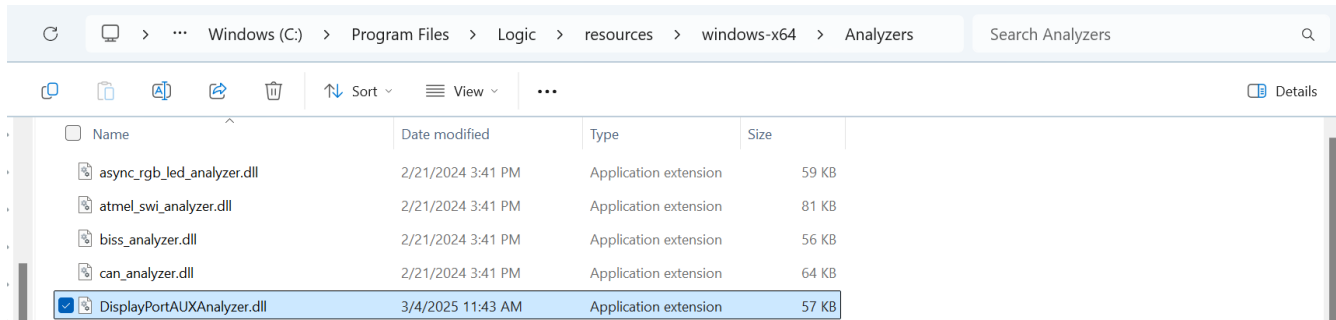 Windows (C:) > Program Files > Logic > resources > windows-x64 > Analyzers Search Analyzers
Sort View Details
Name Date modified Type Size
async_rgb_led_analyzer.dll 2/21/2024 3:41 PM Application extension 59 KB
atmel_swi_analyzer.dll 2/21/2024 3:41 PM Application extension 81 KB
biss_analyzer.dll 2/21/2024 3:41 PM Application extension 56 KB
can_analyzer.dll 2/21/2024 3:41 PM Application extension 64 KB
DisplayPortAUXAnalyzer.dll 3/4/2025 11:43 AM Application extension 57 KB